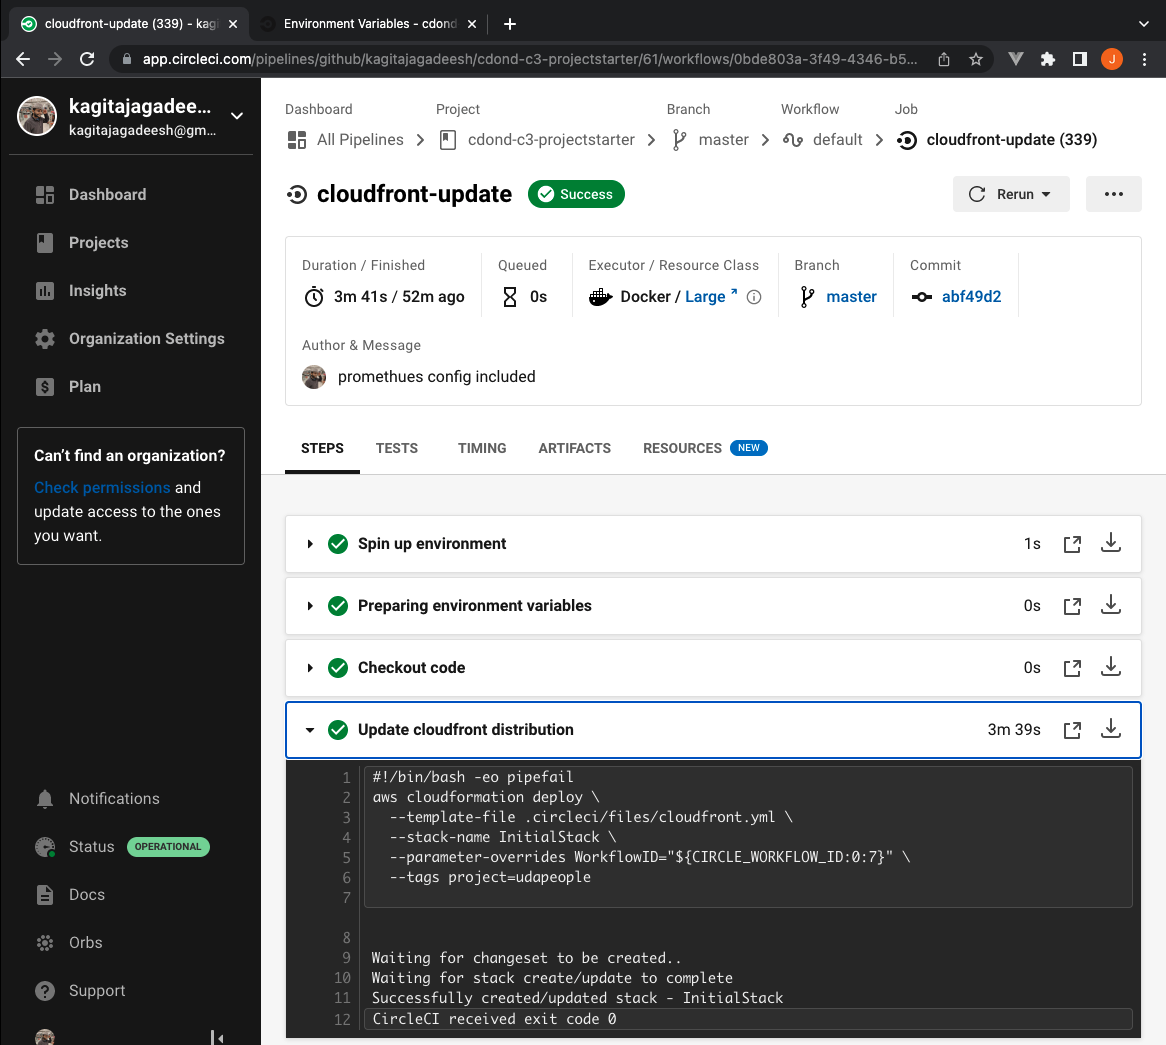 cloudfront-update (339) - kagi
Environment Variables - cdond
app.circleci.com/pipelines/github/kagitajagadeesh/cdond-c3-projectstarter/61/workflows/0bde803a-3f49-4346-b5...
J
kagitajagadee...
kagitajagadeesh@gm...
Dashboard
Projects
Insights
Organization Settings
Plan
Can't find an organization?
Check permissions and
update access to the ones
you want.
Notifications
Status OPERATIONAL
Docs
Orbs
Support
Dashboard Project Branch Workflow Job
All Pipelines cdond-c3-projectstarter master default cloudfront-update (339)
cloudfront-update Success Rerun
Duration / Finished Queued Executor / Resource Class Branch Commit
3m 41s / 52m ago 0s Docker / Large master abf49d2
Author & Message
promethues config included
STEPS TESTS TIMING ARTIFACTS RESOURCES NEW
Spin up environment 1s
Preparing environment variables 0s
Checkout code 0s
Update cloudfront distribution 3m 39s
1 #!/bin/bash -eo pipefail
2 aws cloudformation deploy \
3 --template-file .circleci/files/cloudfront.yml \
4 --stack-name InitialStack \
5 --parameter-overrides WorkflowID="${CIRCLE_WORKFLOW_ID:0:7}" \
6 --tags project=udapeople
7
8
9 Waiting for changeset to be created..
10 Waiting for stack create/update to complete
11 Successfully created/updated stack - InitialStack
12 CircleCI received exit code 0